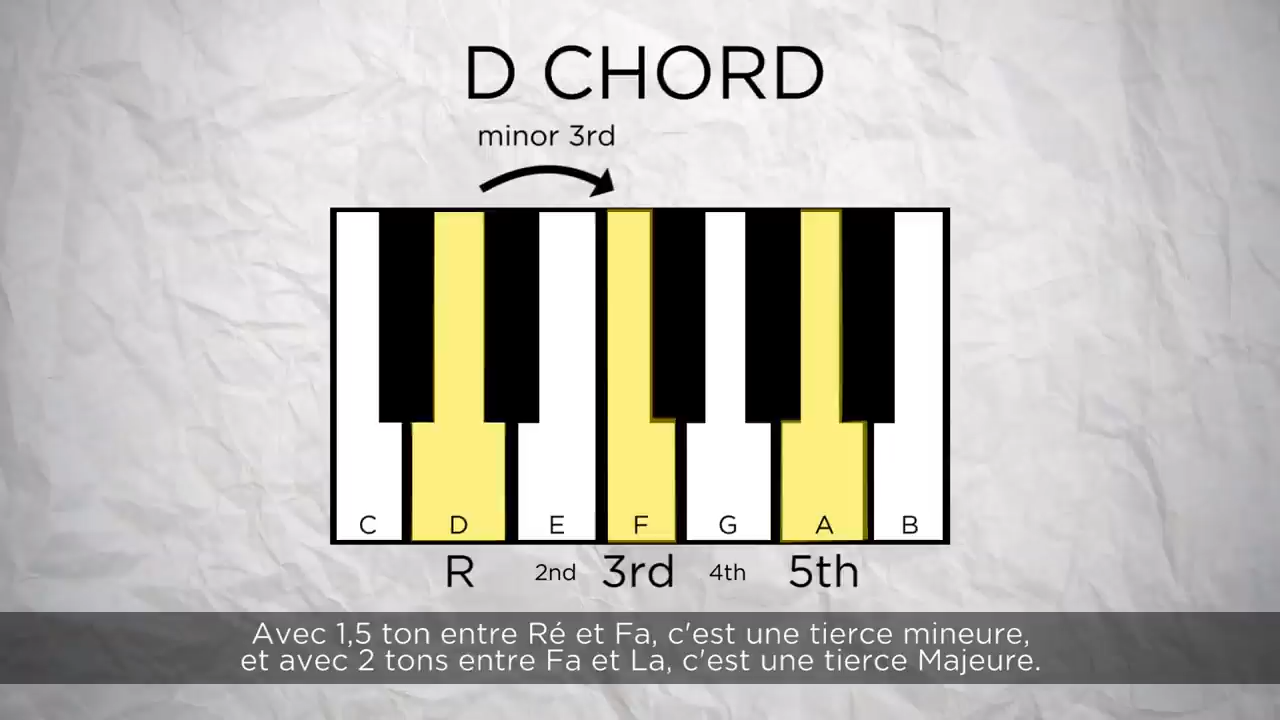 D CHORD
minor 3rd
C D E F G A B
R 2nd 3rd 4th 5th
Avec 1,5 ton entre Ré et Fa, c'est une tierce mineure,
et avec 2 tons entre Fa et La, c'est une tierce Majeure.